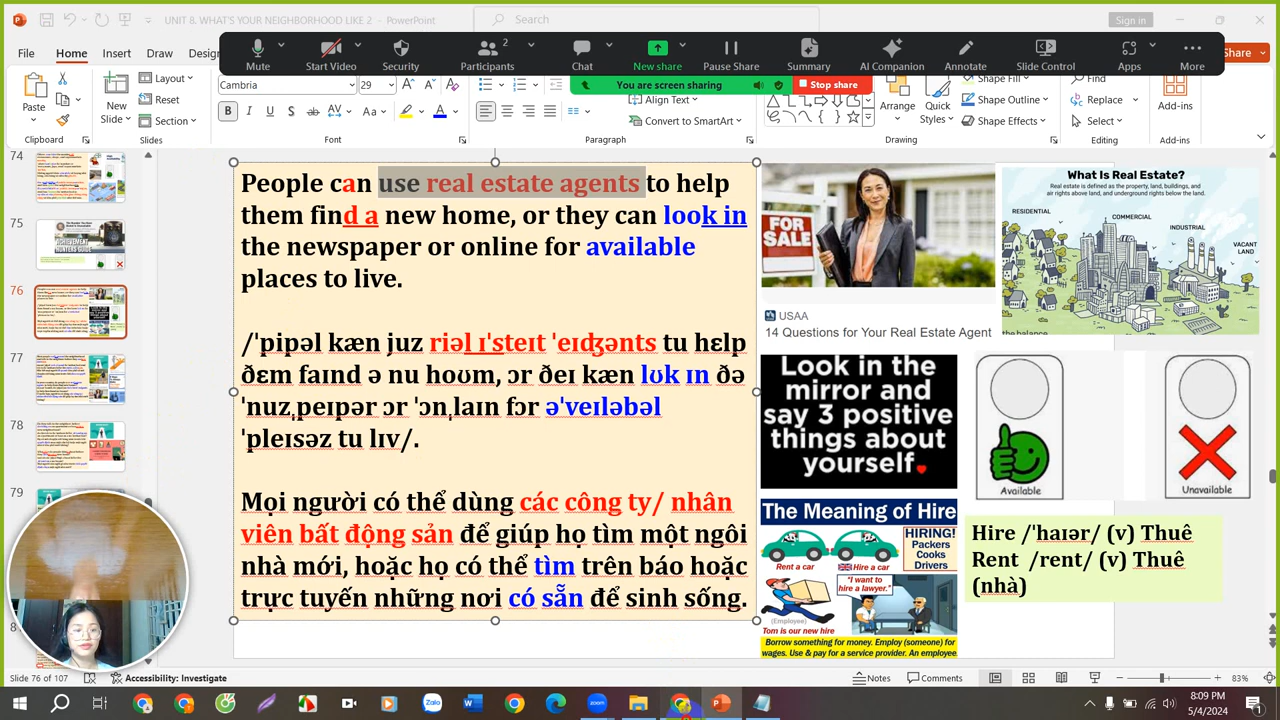 UNIT 8. WHAT'S YOUR NEIGHBORHOOD LIKE 2 - PowerPoint
Search
Sign in
File Home Insert Draw
Share
Mute Start Video Security Participants 2 Chat New share Pause Share Summary AI Companion Annotate Slide Control Apps More
You are screen sharing Stop share
Paste
New Slide
Layout
Reset
Section
Cambria 29
B I U S ab AV Aa A
Align Text
Convert to SmartArt
Arrange
Quick Styles
Shape Fill
Shape Outline
Shape Effects
Find
Replace
Select
Add-ins
Clipboard Slides Font Paragraph Drawing Editing Add-ins
74
75
76
77
78
79
People can use real estate agents to help
them find a new home, or they can look in
the newspaper or online for available
places to live.
/ˈpipəl kæn juz riəl ɪˈsteɪt ˈeɪʤənts tu hɛlp
ðɛm faɪnd ə nu hoʊm, ɔr ðeɪ kæn lʊk ɪn ðə
ˈnuzˌpeɪpər ɔr ˈɔnˌlaɪn fɔr əˈveɪləbəl
ˈpleɪsəz tu lɪv/.
Mọi người có thể dùng các công ty/ nhân
viên bất động sản để giúp họ tìm một ngôi
nhà mới, hoặc họ có thể tìm trên báo hoặc
trực tuyến những nơi có sẵn để sinh sống.
FOR SALE
USAA
14 Questions for Your Real Estate Agent
What Is Real Estate?
Real estate is defined as the property, land, buildings, and
air rights above land, and underground rights below the land.
RESIDENTIAL
COMMERCIAL
INDUSTRIAL
VACANT LAND
the balance
Look in the
mirror and
say 3 positive
things about
yourself.
Available
Unavailable
The Meaning of Hire
Rent a car
Hire a car
HIRING!
Packers
Cooks
Drivers
"I want to
hire a lawyer."
(Employee)
Tom is our new hire
Borrow something for money. Employ (someone) for
wages. Use & pay for a service provider. An employee
Hire /ˈhaɪər/ (v) Thuê
Rent /rent/ (v) Thuê
(nhà)
Slide 76 of 107
Accessibility: Investigate
Notes
Comments
83%
Zalo
zoom
8:09 PM
5/4/2024